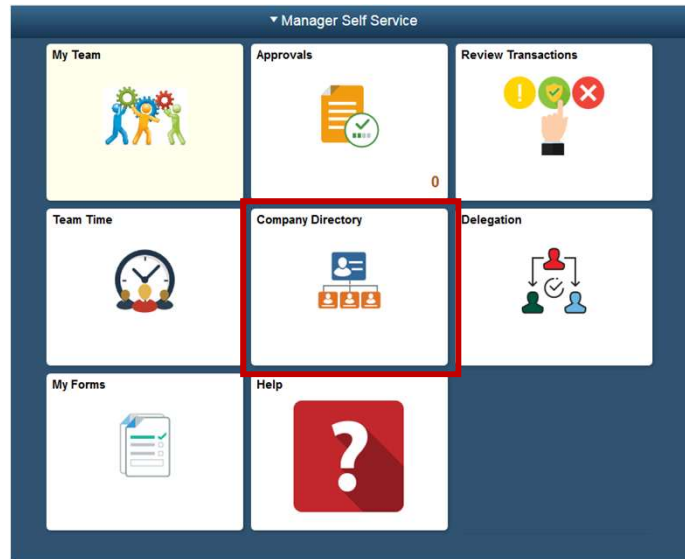 Manager Self Service
My Team
Approvals
Review Transactions
0
Team Time
Company Directory
Delegation
My Forms
Help
?